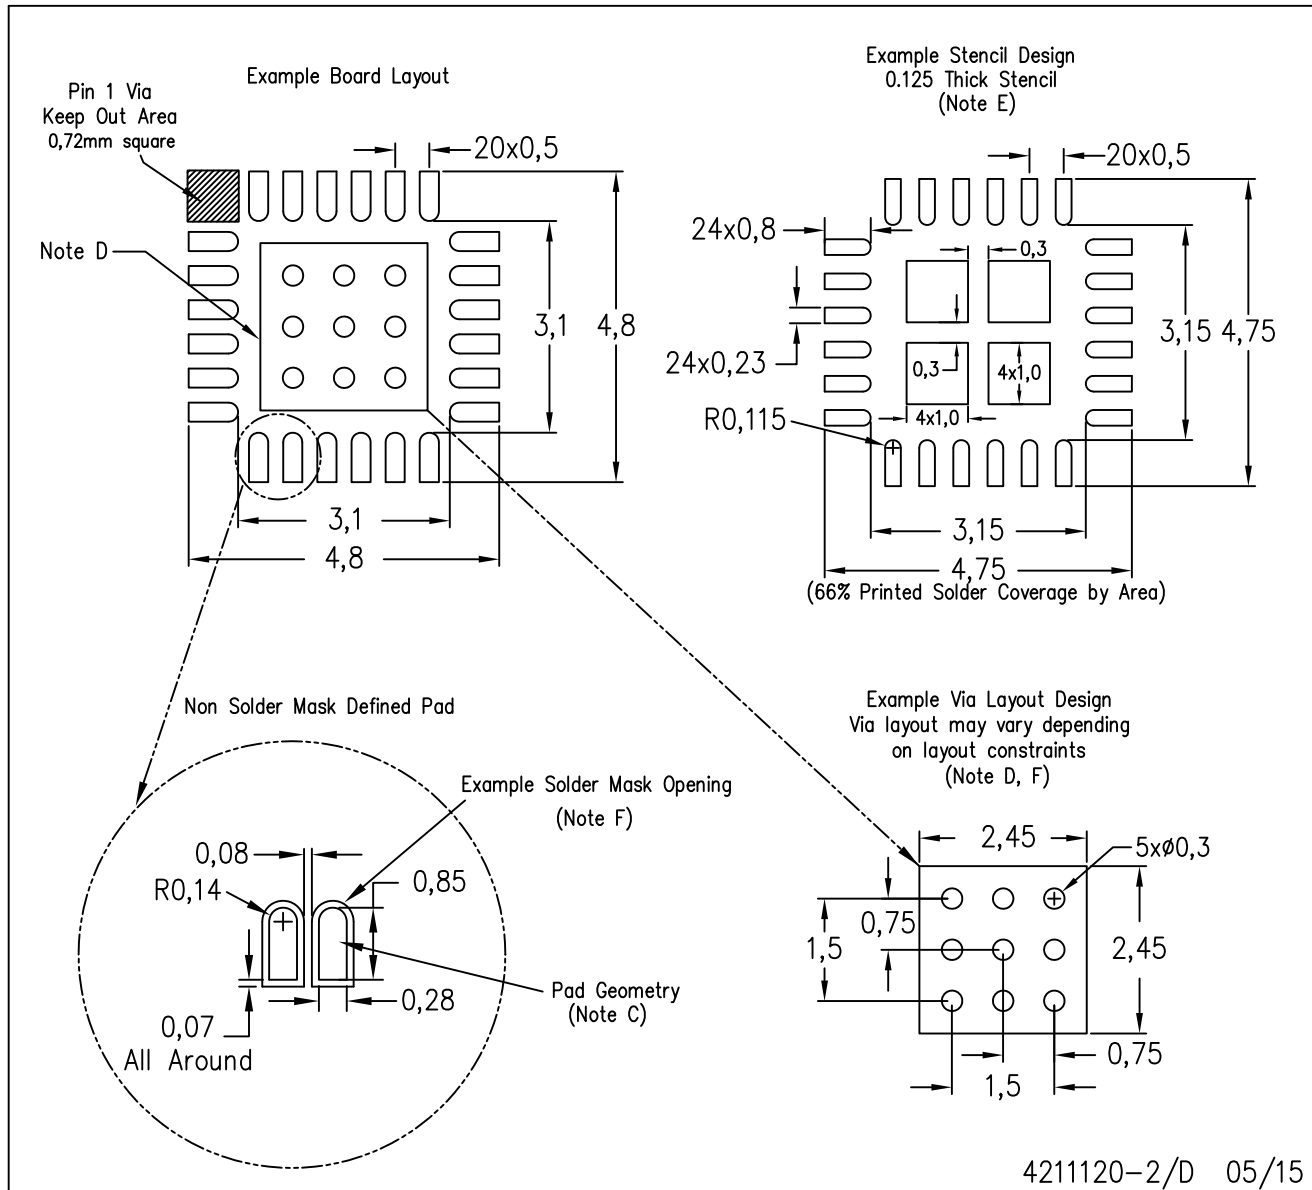 Example Board Layout
Pin 1 Via
Keep Out Area
0,72mm square
20x0,5
Note D
3,1
4,8
3,1
4,8
Example Stencil Design
0.125 Thick Stencil
(Note E)
20x0,5
24x0,8
0,3
24x0,23
0,3
4x1,0
4x1,0
3,15
4,75
R0,115
3,15
4,75
(66% Printed Solder Coverage by Area)
Non Solder Mask Defined Pad
Example Solder Mask Opening
(Note F)
0,08
R0,14
0,85
0,28
Pad Geometry
(Note C)
0,07
All Around
Example Via Layout Design
Via layout may vary depending
on layout constraints
(Note D, F)
2,45
5xø0,3
0,75
1,5
2,45
0,75
1,5
4211120-2/D 05/15